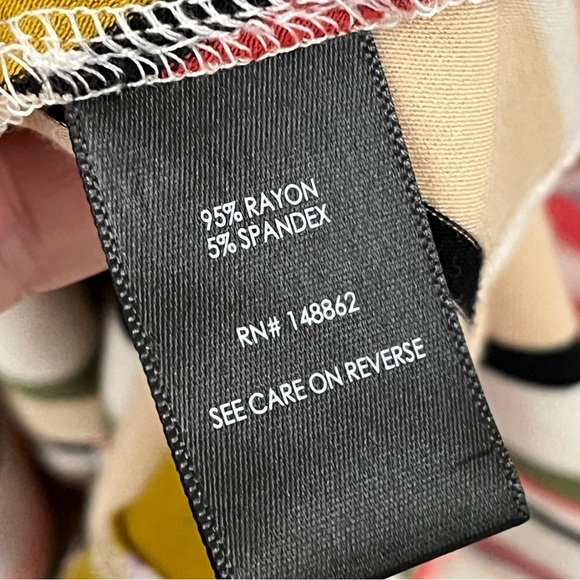 95% RAYON
5% SPANDEX
RN# 148862
SEE CARE ON REVERSE